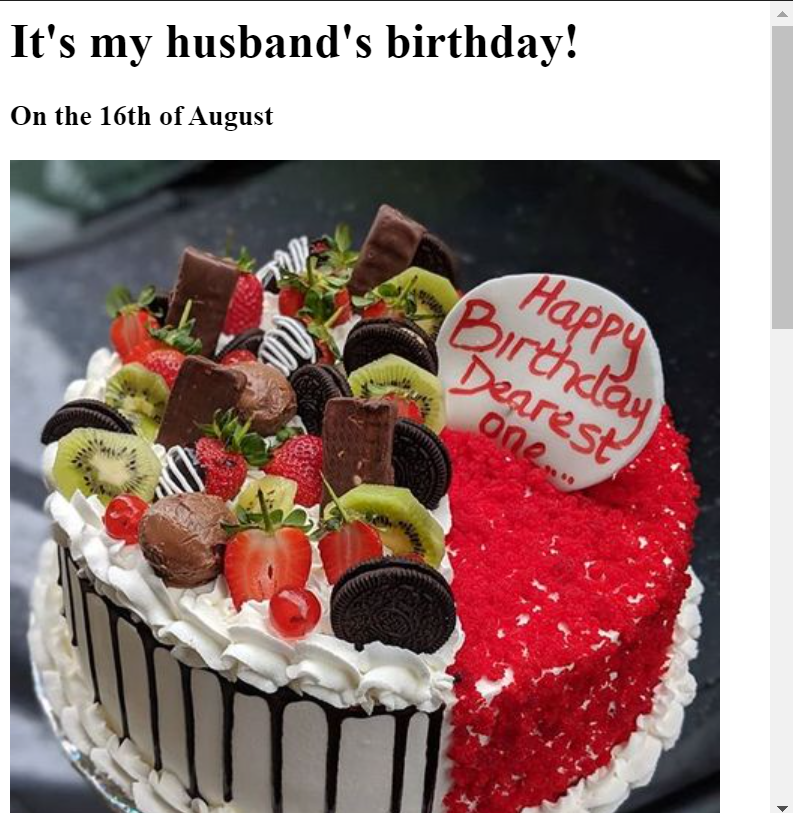 It's my husband's birthday!
On the 16th of August
Happy
Birthday
Dearest
one....